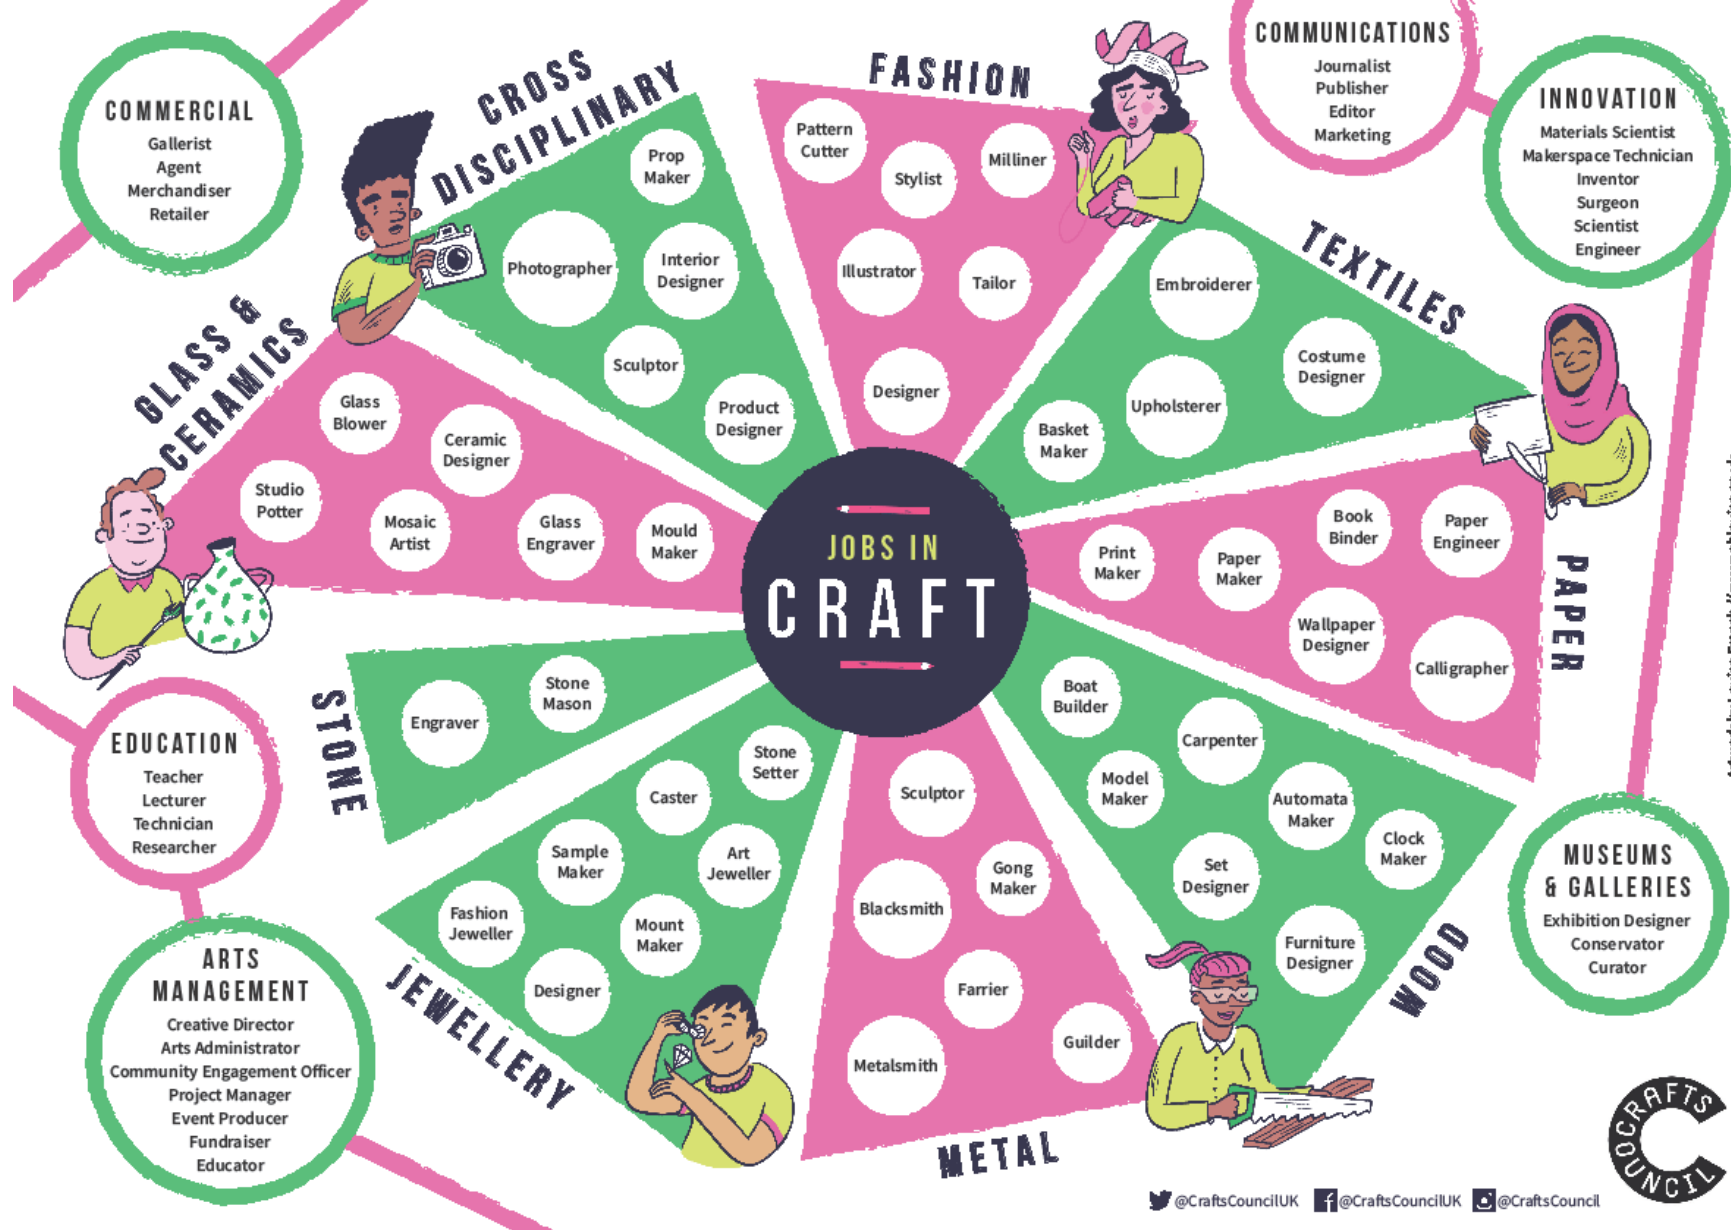 COMMERCIAL
Gallerist
Agent
Merchandiser
Retailer
CROSS
DISCIPLINARY
Prop
Maker
Photographer
Interior
Designer
Sculptor
Product
Designer
FASHION
Pattern
Cutter
Stylist
Milliner
Illustrator
Tailor
Designer
COMMUNICATIONS
Journalist
Publisher
Editor
Marketing
INNOVATION
Materials Scientist
Makerspace Technician
Inventor
Surgeon
Scientist
Engineer
TEXTILES
Embroiderer
Costume
Designer
Upholsterer
Basket
Maker
GLASS &
CERAMICS
Glass
Blower
Ceramic
Designer
Studio
Potter
Mosaic
Artist
Glass
Engraver
Mould
Maker
JOBS IN
CRAFT
PAPER
Print
Maker
Paper
Maker
Book
Binder
Paper
Engineer
Wallpaper
Designer
Calligrapher
STONE
Engraver
Stone
Mason
EDUCATION
Teacher
Lecturer
Technician
Researcher
ARTS
MANAGEMENT
Creative Director
Arts Administrator
Community Engagement Officer
Project Manager
Event Producer
Fundraiser
Educator
JEWELLERY
Stone
Setter
Caster
Sample
Maker
Art
Jeweller
Fashion
Jeweller
Mount
Maker
Designer
METAL
Sculptor
Gong
Maker
Blacksmith
Farrier
Guilder
Metalsmith
WOOD
Boat
Builder
Carpenter
Model
Maker
Automata
Maker
Clock
Maker
Set
Designer
Furniture
Designer
MUSEUMS
& GALLERIES
Exhibition Designer
Conservator
Curator
@CraftsCouncilUK
@CraftsCouncilUK
@CraftsCouncil
CRAFTS
COUNCIL